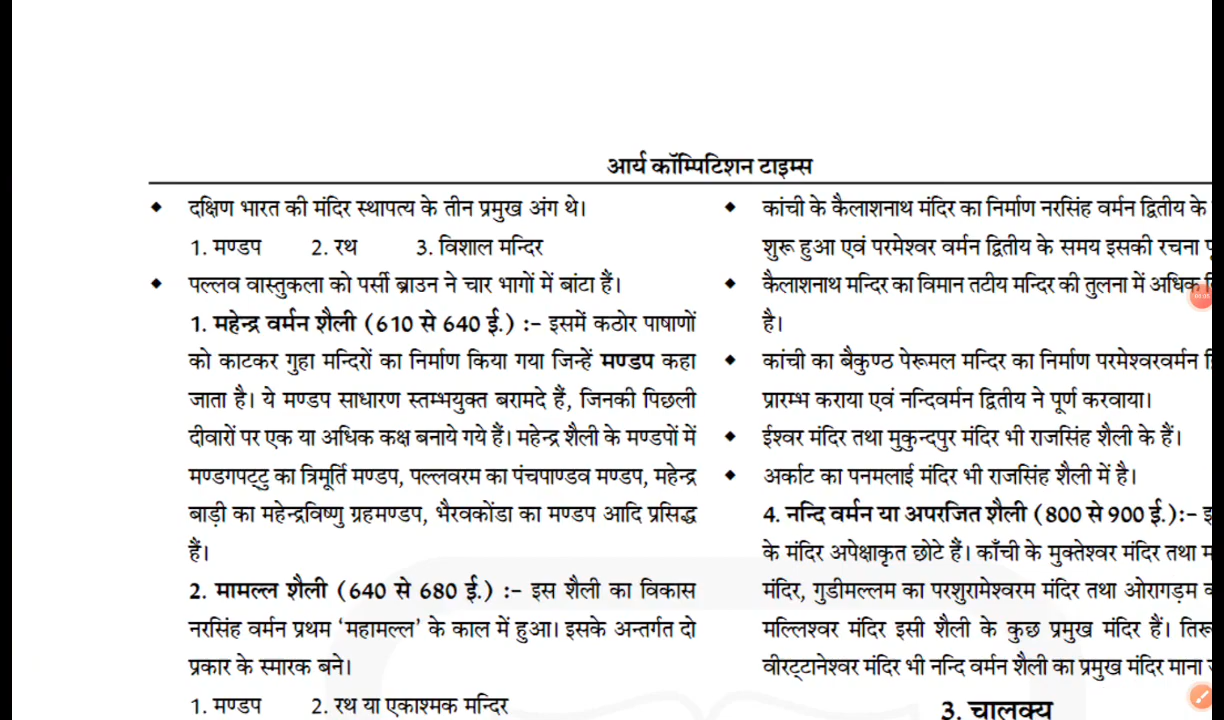 आर्य कॉम्पिटिशन टाइम्स
◆ दक्षिण भारत की मंदिर स्थापत्य के तीन प्रमुख अंग थे।
1. मण्डप 2. रथ 3. विशाल मन्दिर
◆ पल्लव वास्तुकला को पर्सी ब्राउन ने चार भागों में बांटा हैं।
1. महेन्द्र वर्मन शैली (610 से 640 ई.) :- इसमें कठोर पाषाणों
को काटकर गुहा मन्दिरों का निर्माण किया गया जिन्हें मण्डप कहा
जाता है। ये मण्डप साधारण स्तम्भयुक्त बरामदे हैं, जिनकी पिछली
दीवारों पर एक या अधिक कक्ष बनाये गये हैं। महेन्द्र शैली के मण्डपों में
मण्डगपट्टु का त्रिमूर्ति मण्डप, पल्लवरम का पंचपाण्डव मण्डप, महेन्द्र
बाड़ी का महेन्द्रविष्णु ग्रहमण्डप, भैरवकोंडा का मण्डप आदि प्रसिद्ध
हैं।
2. मामल्ल शैली (640 से 680 ई.) :- इस शैली का विकास
नरसिंह वर्मन प्रथम ‘महामल्ल’ के काल में हुआ। इसके अन्तर्गत दो
प्रकार के स्मारक बने।
1. मण्डप 2. रथ या एकाश्मक मन्दिर
◆ कांची के कैलाशनाथ मंदिर का निर्माण नरसिंह वर्मन द्वितीय के
शुरू हुआ एवं परमेश्वर वर्मन द्वितीय के समय इसकी रचना
◆ कैलाशनाथ मन्दिर का विमान तटीय मन्दिर की तुलना में अधिक
है।
◆ कांची का बैकुण्ठ पेरूमल मन्दिर का निर्माण परमेश्वरवर्मन
प्रारम्भ कराया एवं नन्दिवर्मन द्वितीय ने पूर्ण करवाया।
◆ ईश्वर मंदिर तथा मुकुन्दपुर मंदिर भी राजसिंह शैली के हैं।
◆ अर्काट का पनमलाई मंदिर भी राजसिंह शैली में है।
4. नन्दि वर्मन या अपरजित शैली (800 से 900 ई.):-
के मंदिर अपेक्षाकृत छोटे हैं। काँची के मुक्तेश्वर मंदिर तथा
मंदिर, गुडीमल्लम का परशुरामेश्वरम मंदिर तथा ओरागड़म
मल्लिश्वर मंदिर इसी शैली के कुछ प्रमुख मंदिर हैं।
वीरट्टानेश्वर मंदिर भी नन्दि वर्मन शैली का प्रमुख मंदिर माना
3. चालक्य